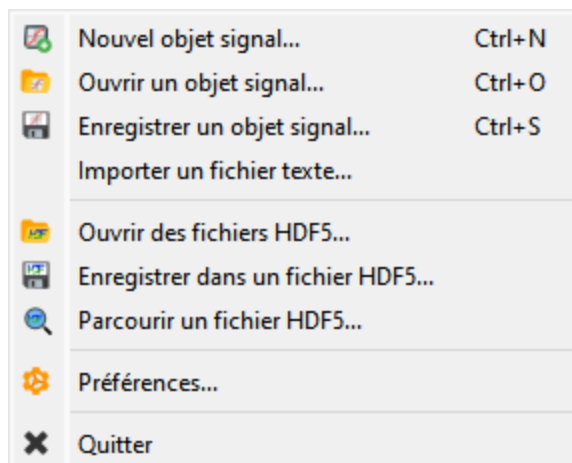 Nouvel objet signal... Ctrl+N
Ouvrir un objet signal... Ctrl+O
Enregistrer un objet signal... Ctrl+S
Importer un fichier texte...
Ouvrir des fichiers HDF5...
Enregistrer dans un fichier HDF5...
Parcourir un fichier HDF5...
Préférences...
Quitter